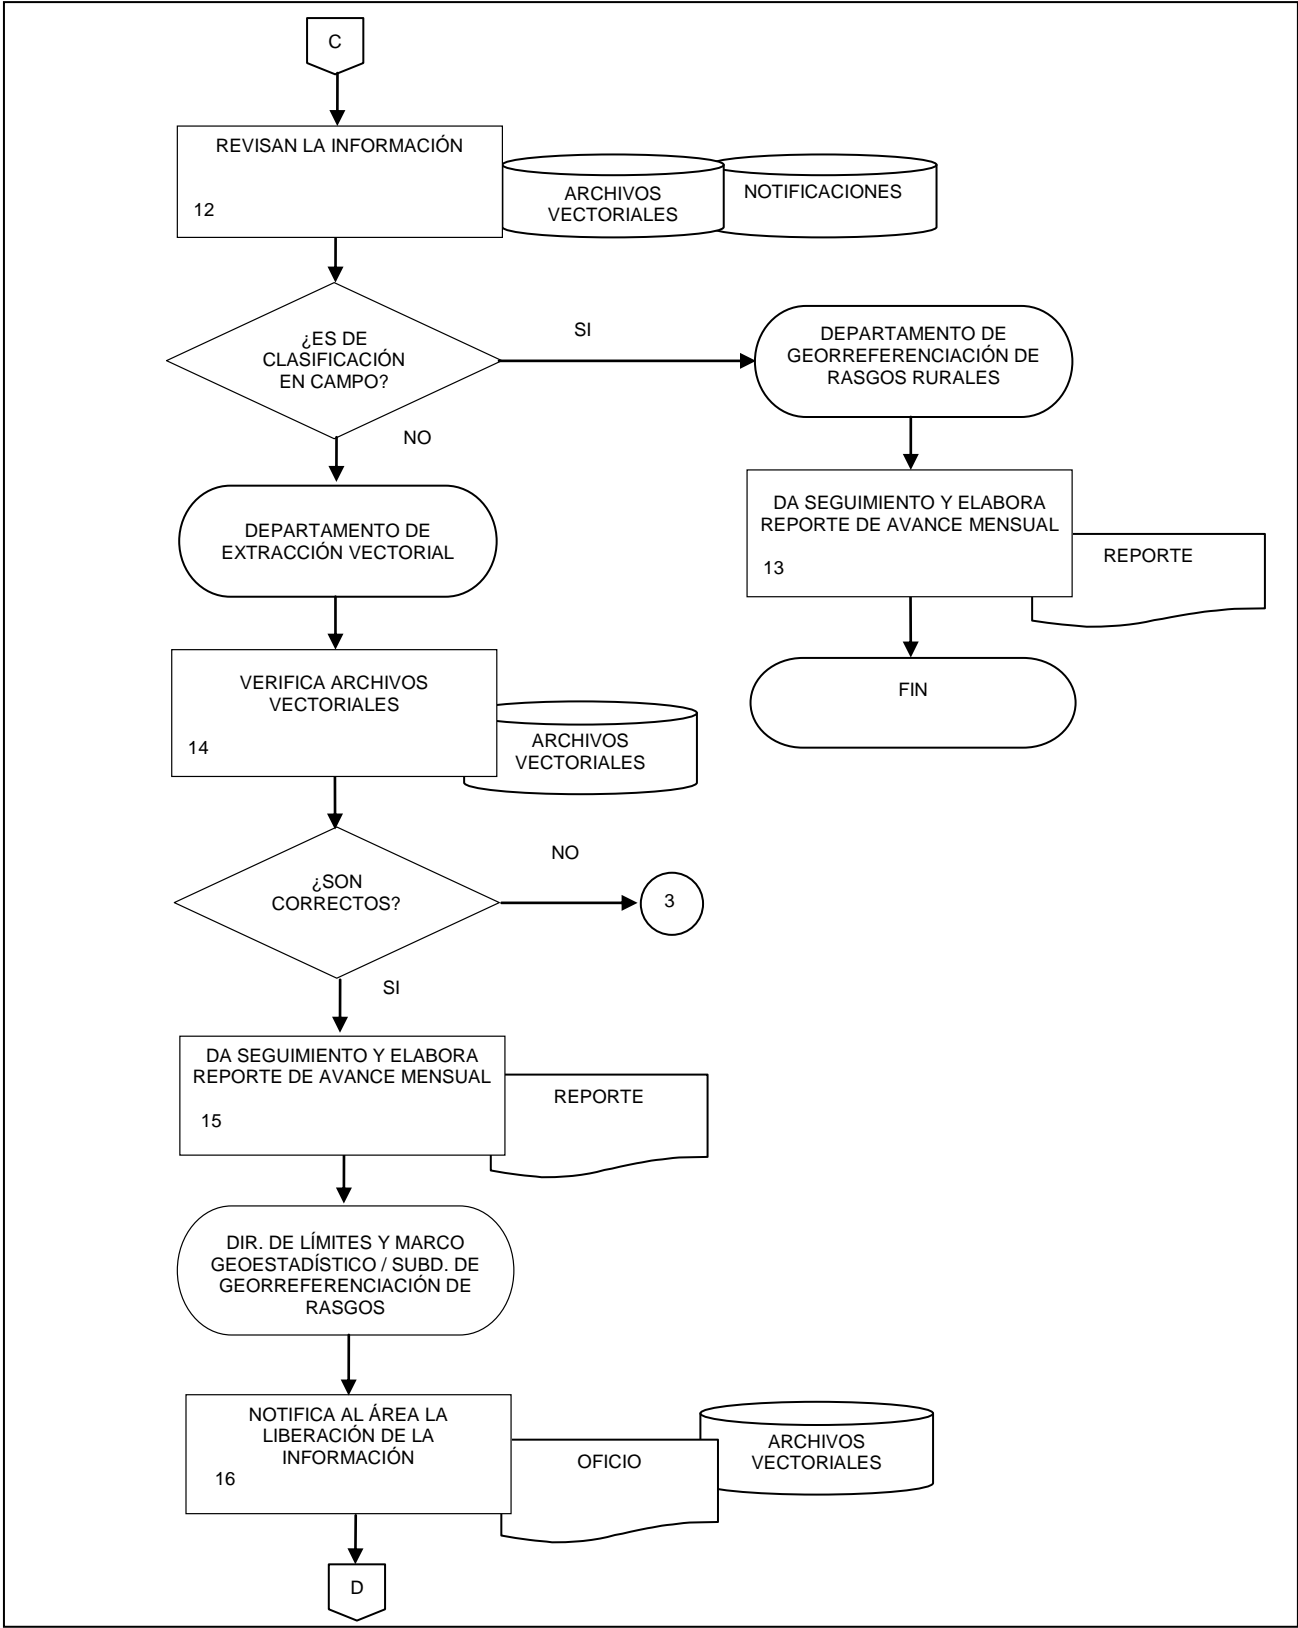 C
REVISAN LA INFORMACIÓN
12
ARCHIVOS
VECTORIALES
NOTIFICACIONES
¿ES DE
CLASIFICACIÓN
EN CAMPO?
SI
NO
DEPARTAMENTO DE
GEORREFERENCIACIÓN DE
RASGOS RURALES
DEPARTAMENTO DE
EXTRACCIÓN VECTORIAL
DA SEGUIMIENTO Y ELABORA
REPORTE DE AVANCE MENSUAL
13
REPORTE
FIN
VERIFICA ARCHIVOS
VECTORIALES
14
ARCHIVOS
VECTORIALES
¿SON
CORRECTOS?
NO
3
SI
DA SEGUIMIENTO Y ELABORA
REPORTE DE AVANCE MENSUAL
15
REPORTE
DIR. DE LÍMITES Y MARCO
GEOESTADÍSTICO / SUBD. DE
GEORREFERENCIACIÓN DE
RASGOS
NOTIFICA AL ÁREA LA
LIBERACIÓN DE LA
INFORMACIÓN
16
OFICIO
ARCHIVOS
VECTORIALES
D